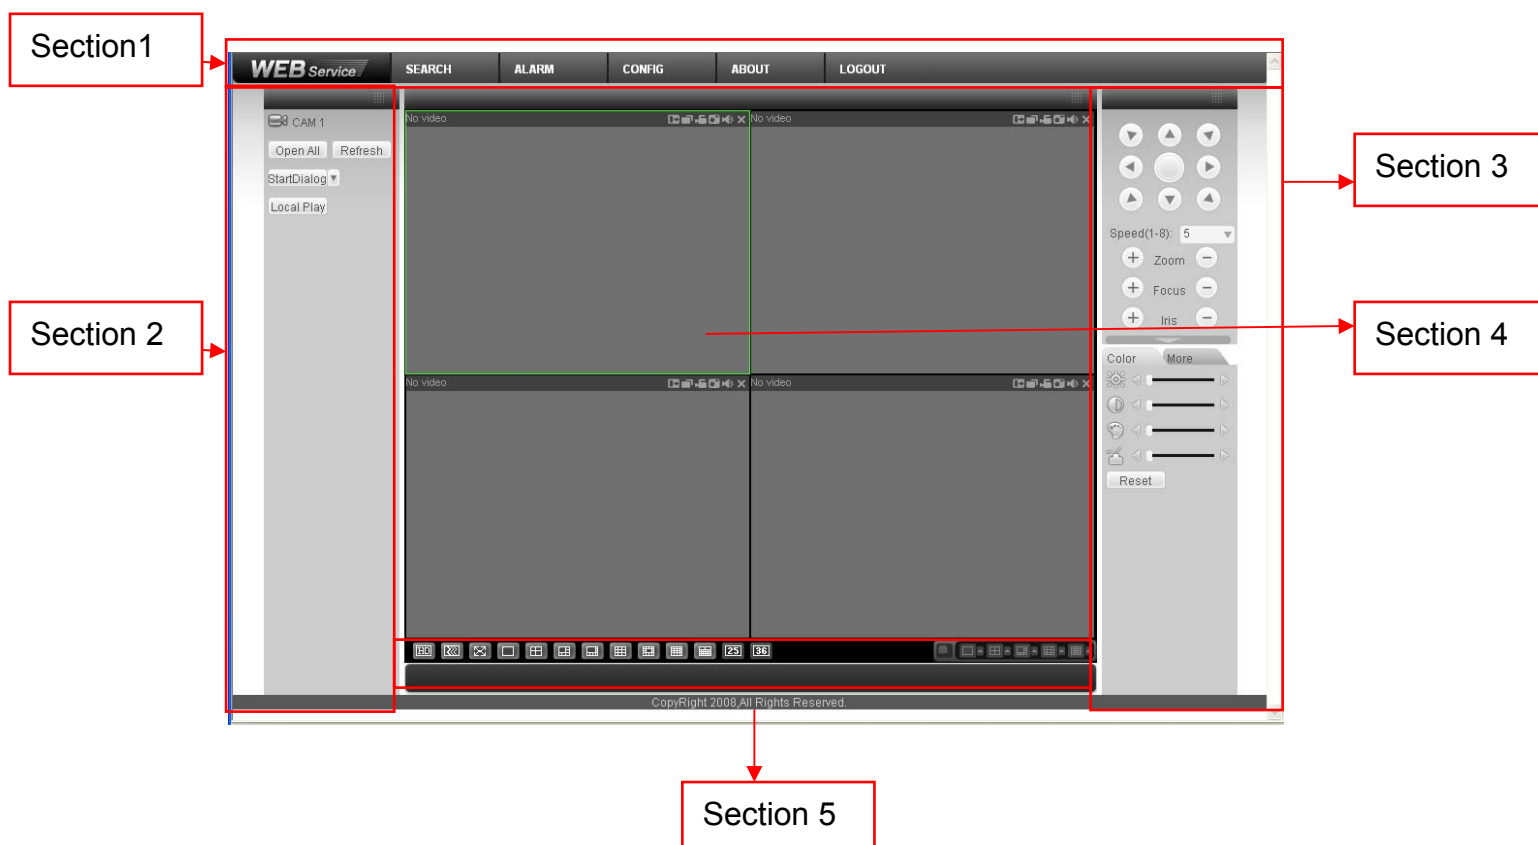 Section1
WEB Service
SEARCH
ALARM
CONFIG
ABOUT
LOGOUT
CAM 1
Open All
Refresh
StartDialog
Local Play
No video
No video
No video
No video
Speed(1-8): 5
Zoom
Focus
Iris
Color
More
Reset
HD
25
36
CopyRight 2008,All Rights Reserved.
Section 2
Section 3
Section 4
Section 5